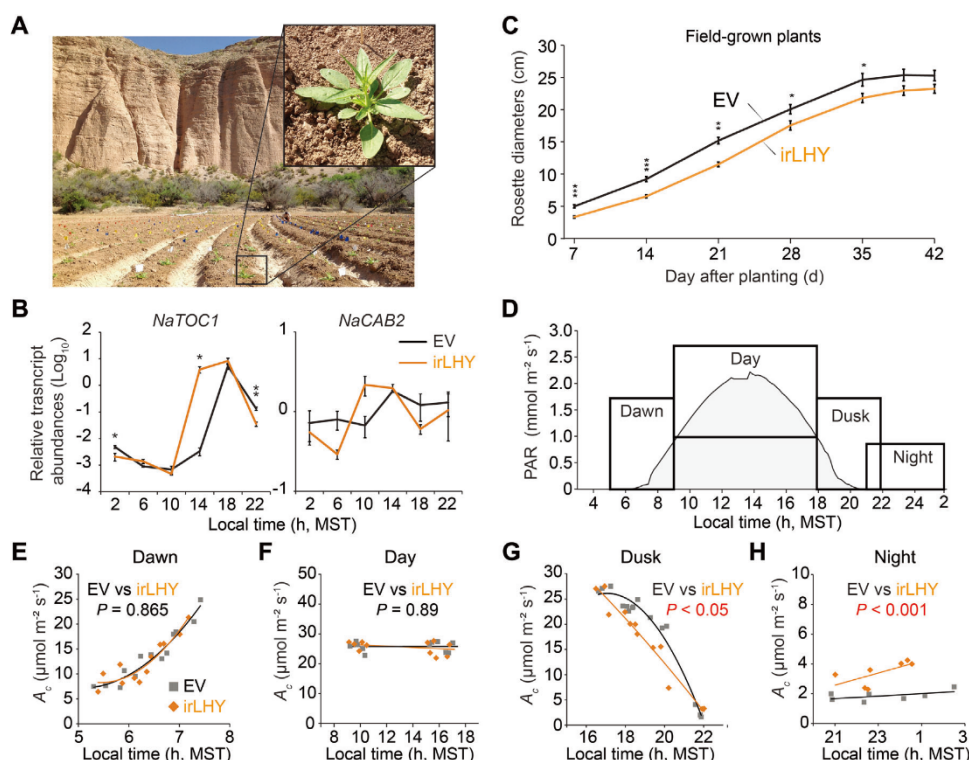 A
B
NaTOC1
NaCAB2
Relative trasncript
abundances (Log10)
2
1
0
-1
-2
-3
-4
2 6 10 14 18 22
*
*
**
EV
irLHY
1
0
-1
2 6 10 14 18 22
Local time (h, MST)
C
Field-grown plants
Rosette diameters (cm)
30
25
20
15
10
5
0
***
***
**
*
*
EV
irLHY
7 14 21 28 35 42
Day after planting (d)
D
PAR (mmol m⁻² s⁻¹)
3.0
2.5
2.0
1.5
1.0
0.5
0
Dawn
Day
Dusk
Night
4 6 8 10 12 14 16 18 20 22 24 2
Local time (h, MST)
E
Dawn
Ac (μmol m⁻² s⁻¹)
30
25
20
15
10
5
0
EV vs irLHY
P = 0.865
EV
irLHY
5 6 7 8
Local time (h, MST)
F
Day
Ac (μmol m⁻² s⁻¹)
30
25
20
15
10
5
0
EV vs irLHY
P = 0.89
8 10 12 14 16 18
Local time (h, MST)
G
Dusk
Ac (μmol m⁻² s⁻¹)
30
25
20
15
10
5
0
EV vs irLHY
P < 0.05
16 18 20 22
Local time (h, MST)
H
Night
Ac (μmol m⁻² s⁻¹)
30
25
20
15
10
5
0
EV vs irLHY
P < 0.001
21 23 1 3
Local time (h, MST)